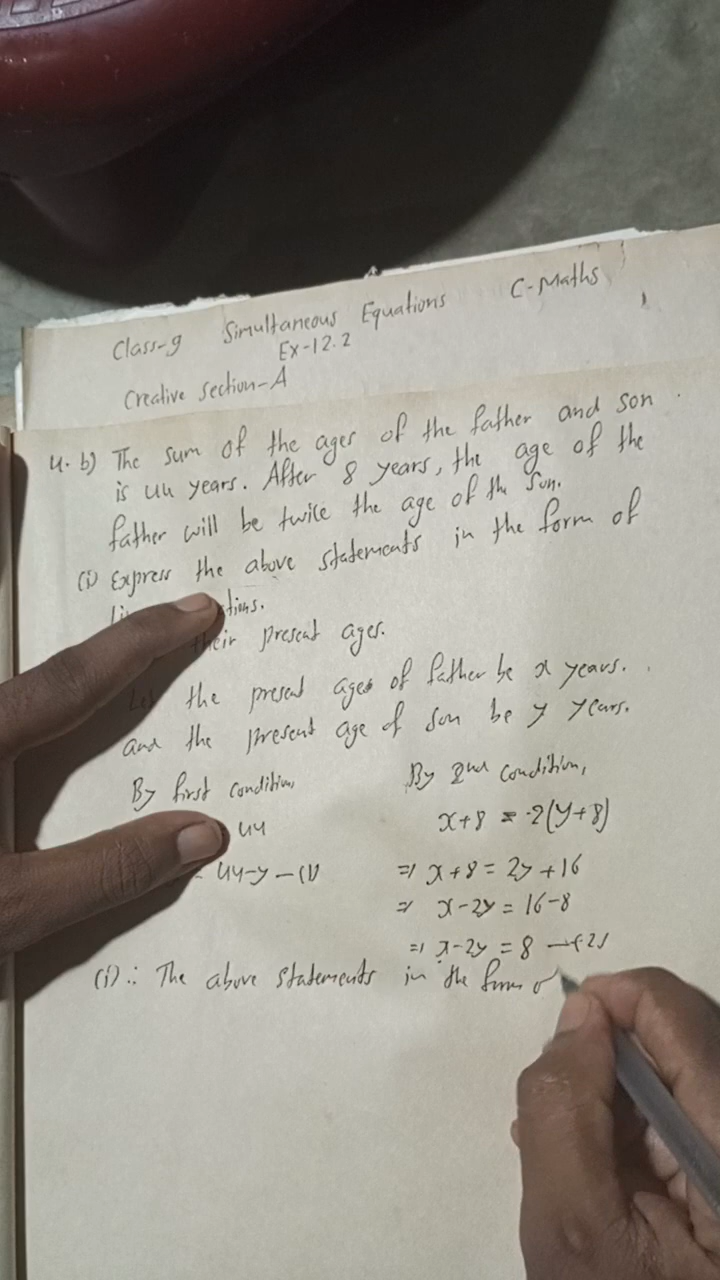 Class-9 Simultaneous Equations C-Maths
Ex-12.2
Creative section-A
4. b) The sum of the ages of the father and son
is 44 years. After 8 years, the age of the
father will be twice the age of the son.
(i) Express the above statements in the form of
tions.
their present ages.
Let the present ages of father be x years.
and the present age of son be y years.
By first condition,
44
= 44-y -(1)
By 2nd condition,
x+8 = 2(y+8)
⇒ x+8 = 2y+16
⇒ x-2y = 16-8
⇒ x-2y = 8 -(2)
(i) ∴ The above statements in the form o